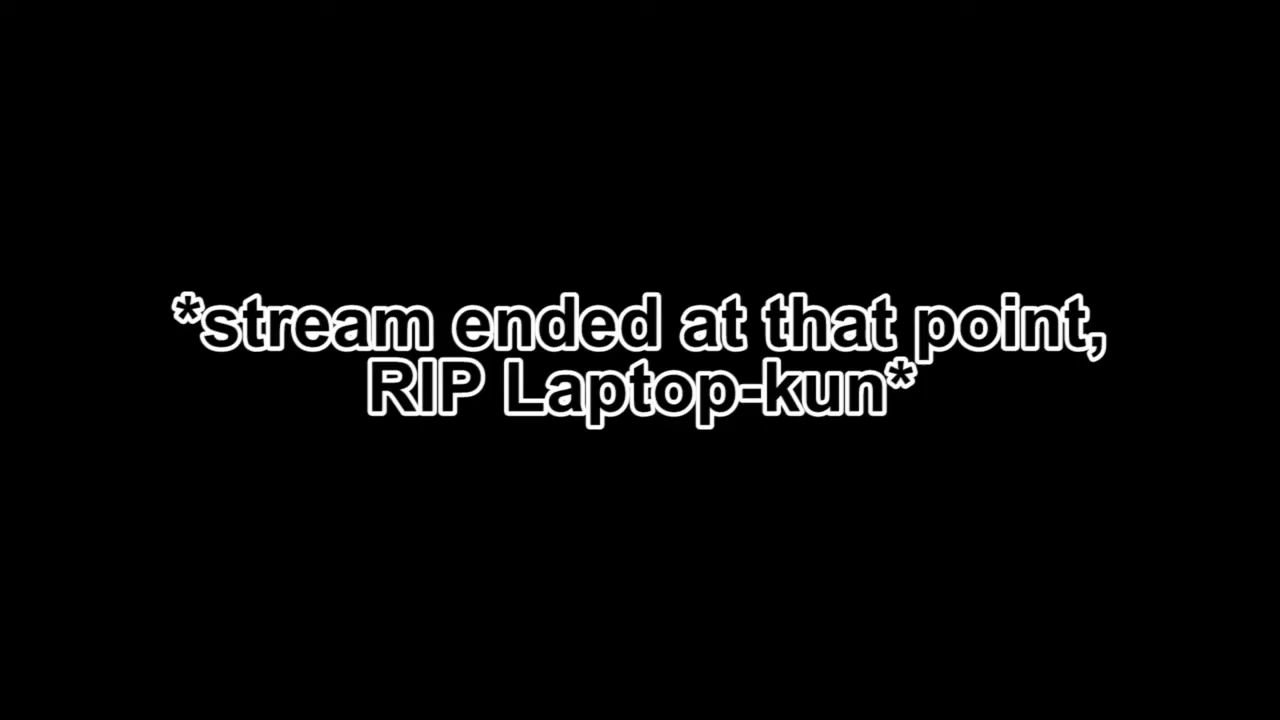 *stream ended at that point,
RIP Laptop-kun*